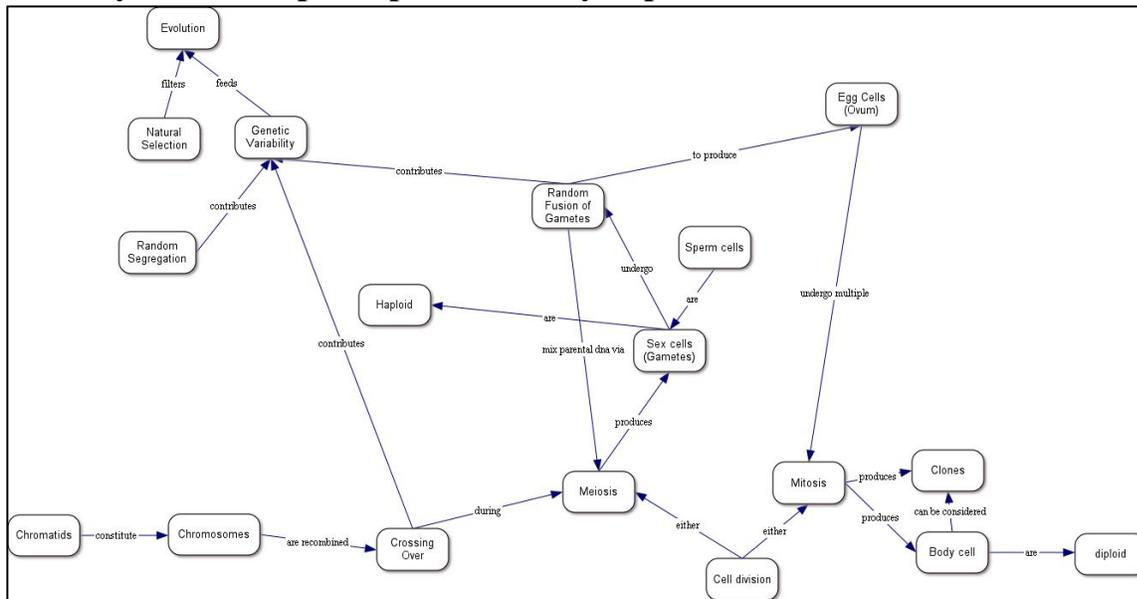 Evolution
filters
feeds
Natural
Selection
Genetic
Variability
Egg Cells
(Ovum)
contributes
to produce
Random
Fusion of
Gametes
contributes
Random
Segregation
Sperm cells
undergo
are
undergo multiple
Haploid
are
contributes
mix parental dna via
Sex cells
(Gametes)
produces
Meiosis
Mitosis
produces
Clones
produces
can be considered
during
either
either
Chromatids
constitute
Chromosomes
are recombined
Crossing
Over
Body cell
are
diploid
Cell division